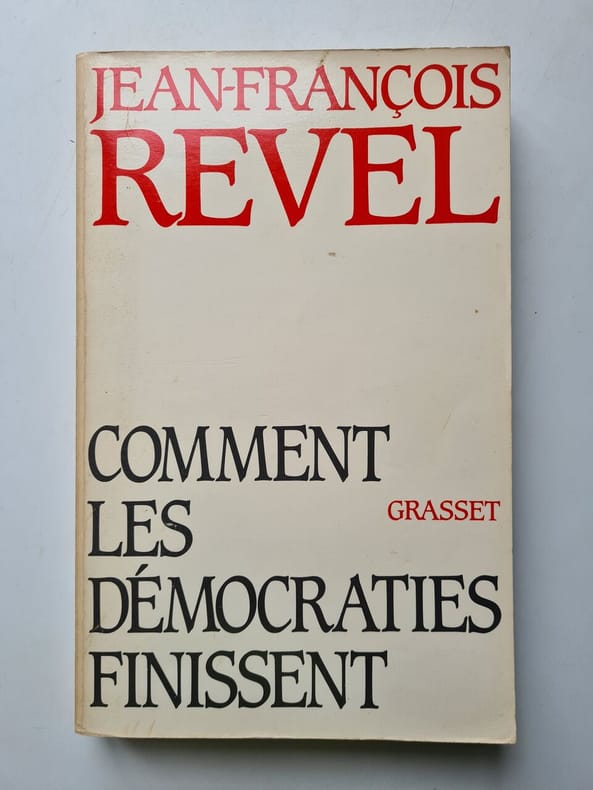 JEAN-FRANÇOIS
REVEL
COMMENT
LES
GRASSET
DÉMOCRATIES
FINISSENT